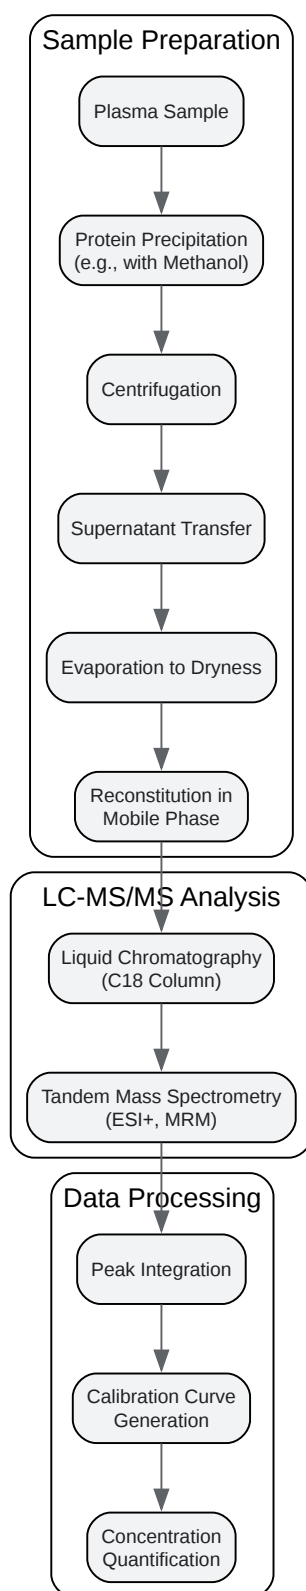 Sample Preparation
Plasma Sample
Protein Precipitation
(e.g., with Methanol)
Centrifugation
Supernatant Transfer
Evaporation to Dryness
Reconstitution in
Mobile Phase
LC-MS/MS Analysis
Liquid Chromatography
(C18 Column)
Tandem Mass Spectrometry
(ESI+, MRM)
Data Processing
Peak Integration
Calibration Curve
Generation
Concentration
Quantification